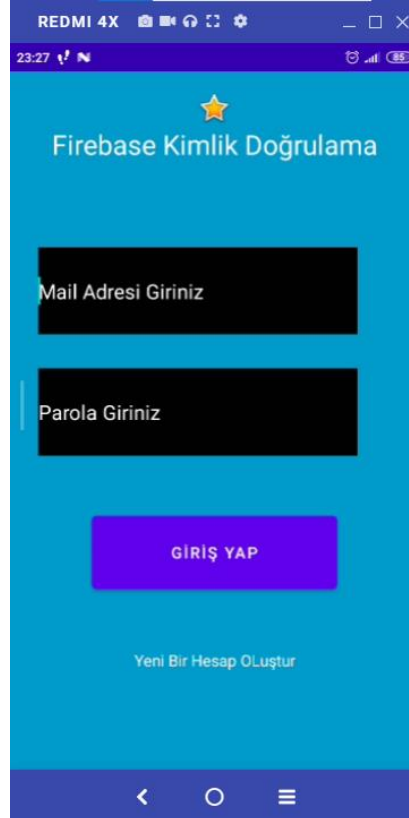 REDMI 4X
23:27
85
Firebase Kimlik Doğrulama
Mail Adresi Giriniz
Parola Giriniz
GİRİŞ YAP
Yeni Bir Hesap OLuştur